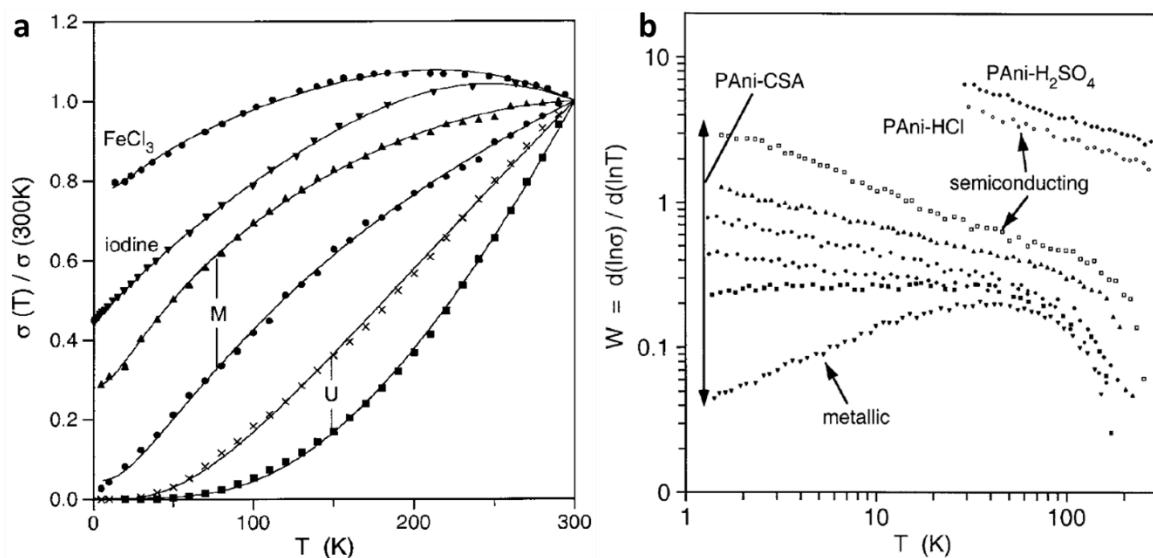 a
1.2
1.0
0.8
0.6
0.4
0.2
0.0
σ (T) / σ (300K)
FeCl₃
iodine
M
U
0
100
200
300
T (K)
b
10
1
0.1
0
W = d(lnσ) / d(lnT)
PAni-CSA
PAni-H₂SO₄
PAni-HCl
semiconducting
metallic
1
10
100
T (K)